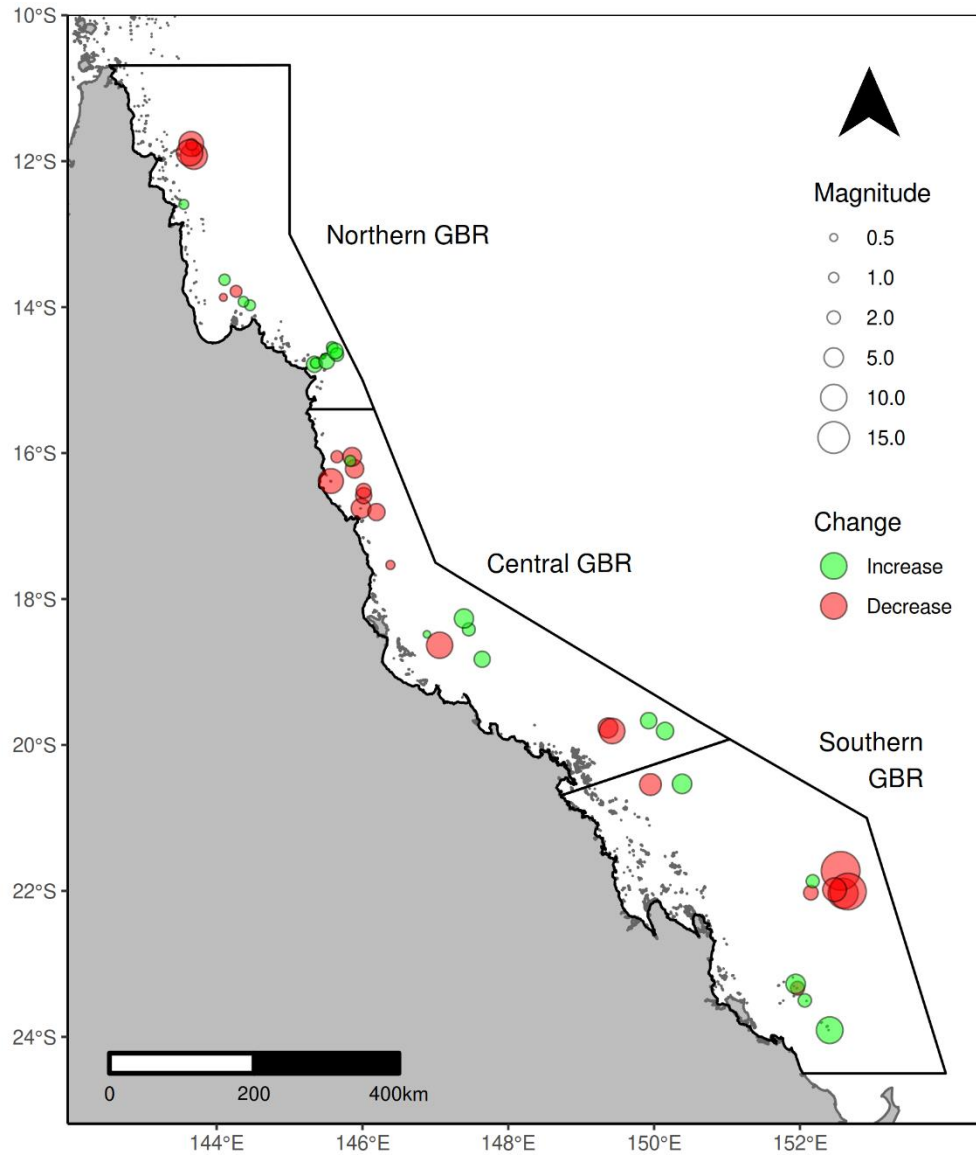 10°S
12°S
14°S
16°S
18°S
20°S
22°S
24°S
Northern GBR
Central GBR
Southern
GBR
Magnitude
0.5
1.0
2.0
5.0
10.0
15.0
Change
Increase
Decrease
0 200 400km
144°E 146°E 148°E 150°E 152°E